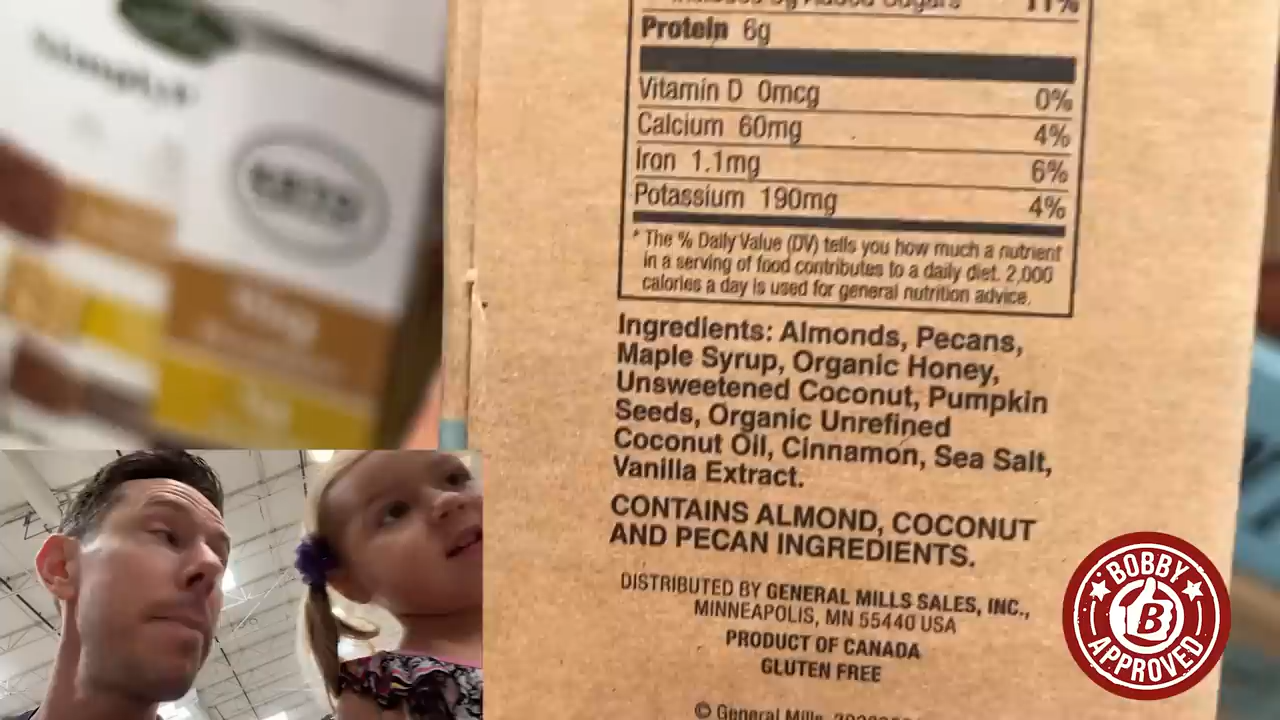 Protein 6g
Vitamin D 0mcg 0%
Calcium 60mg 4%
Iron 1.1mg 6%
Potassium 190mg 4%
* The % Daily Value (DV) tells you how much a nutrient
in a serving of food contributes to a daily diet. 2,000
calories a day is used for general nutrition advice.
Ingredients: Almonds, Pecans,
Maple Syrup, Organic Honey,
Unsweetened Coconut, Pumpkin
Seeds, Organic Unrefined
Coconut Oil, Cinnamon, Sea Salt,
Vanilla Extract.
CONTAINS ALMOND, COCONUT
AND PECAN INGREDIENTS.
DISTRIBUTED BY GENERAL MILLS SALES, INC.,
MINNEAPOLIS, MN 55440 USA
PRODUCT OF CANADA
GLUTEN FREE
© General Mills
BOBBY
B
APPROVED